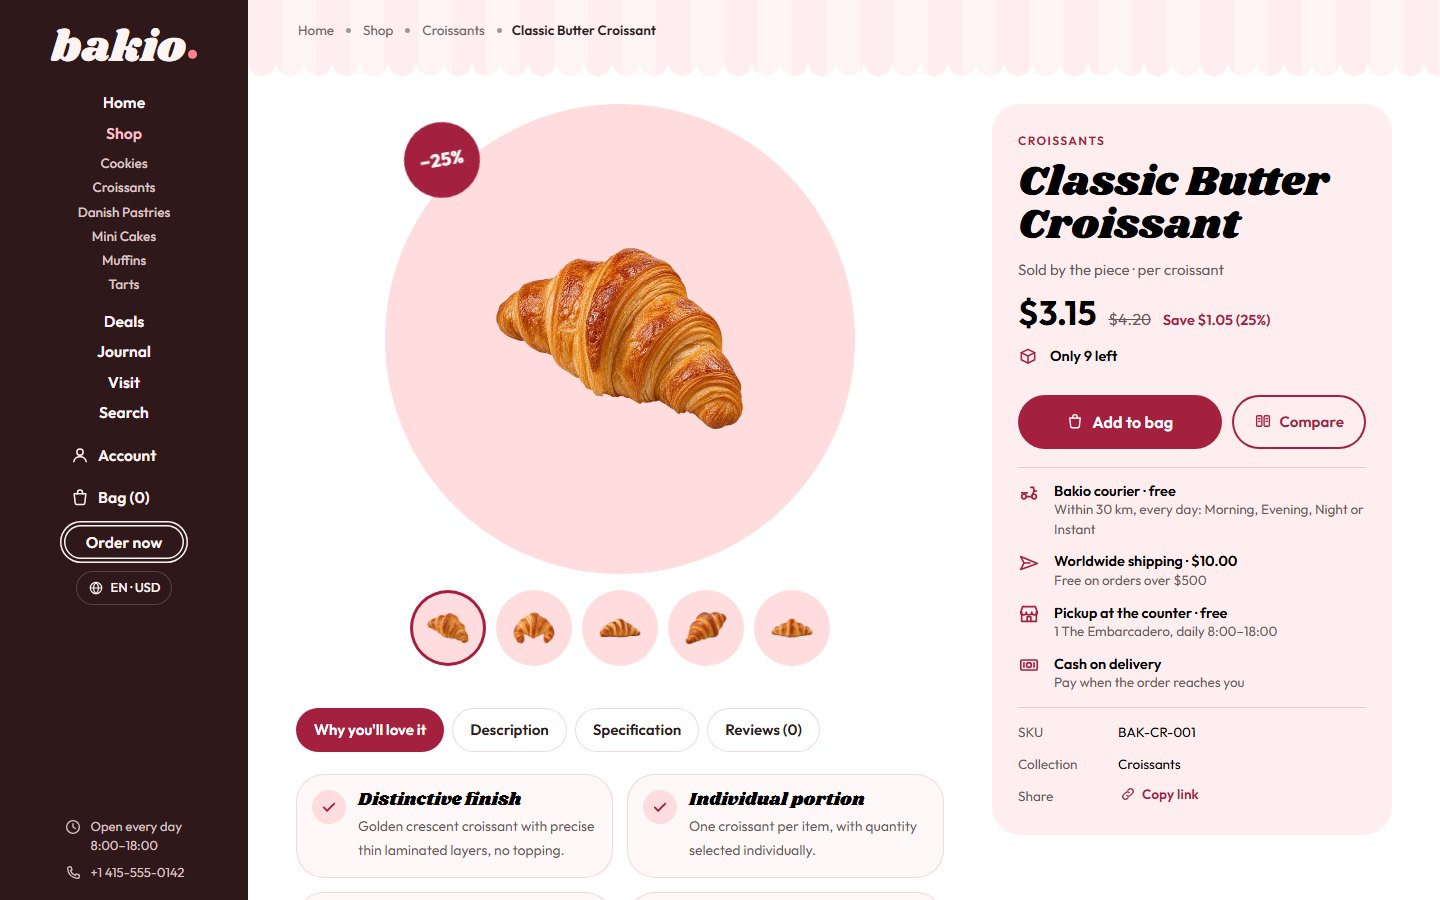 bakio.
Home
Shop
Cookies
Croissants
Danish Pastries
Mini Cakes
Muffins
Tarts
Deals
Journal
Visit
Search
Account
Bag (0)
Order now
EN · USD
Open every day
8:00–18:00
+1 415-555-0142
Home • Shop • Croissants • Classic Butter Croissant
–25%
Why you'll love it
Description
Specification
Reviews (0)
Distinctive finish
Golden crescent croissant with precise
thin laminated layers, no topping.
Individual portion
One croissant per item, with quantity
selected individually.
CROISSANTS
Classic Butter
Croissant
Sold by the piece · per croissant
$3.15 $4.20 Save $1.05 (25%)
Only 9 left
Add to bag
Compare
Bakio courier · free
Within 30 km, every day: Morning, Evening, Night or
Instant
Worldwide shipping · $10.00
Free on orders over $500
Pickup at the counter · free
1 The Embarcadero, daily 8:00–18:00
Cash on delivery
Pay when the order reaches you
SKU BAK-CR-001
Collection Croissants
Share Copy link